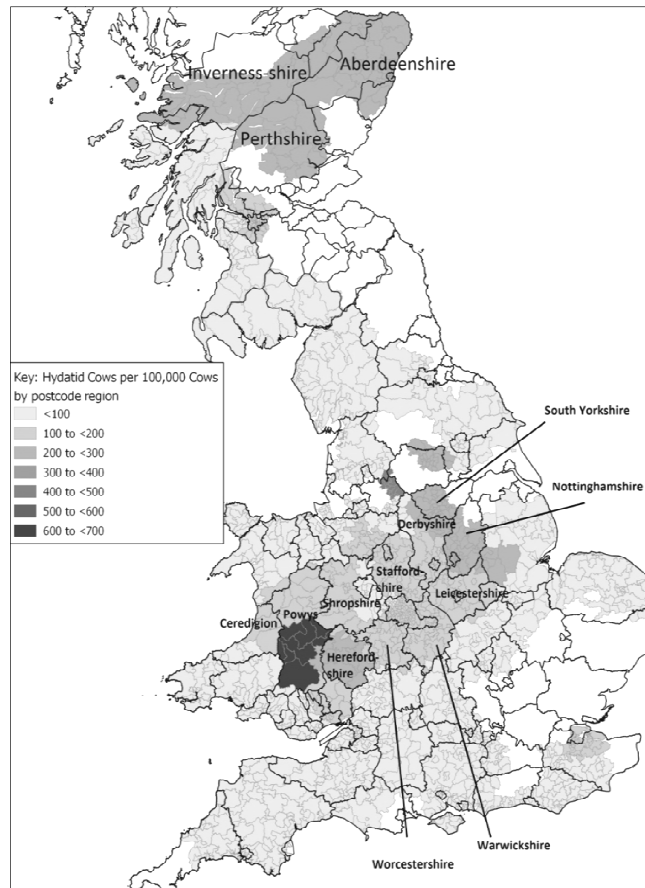 Inverness shire
Aberdeenshire
Perthshire
Key: Hydatid Cows per 100,000 Cows
by postcode region
<100
100 to <200
200 to <300
300 to <400
400 to <500
500 to <600
600 to <700
South Yorkshire
Nottinghamshire
Derbyshire
Stafford-
shire
Leicestershire
Shropshire
Powys
Ceredigion
Hereford-
shire
Warwickshire
Worcestershire